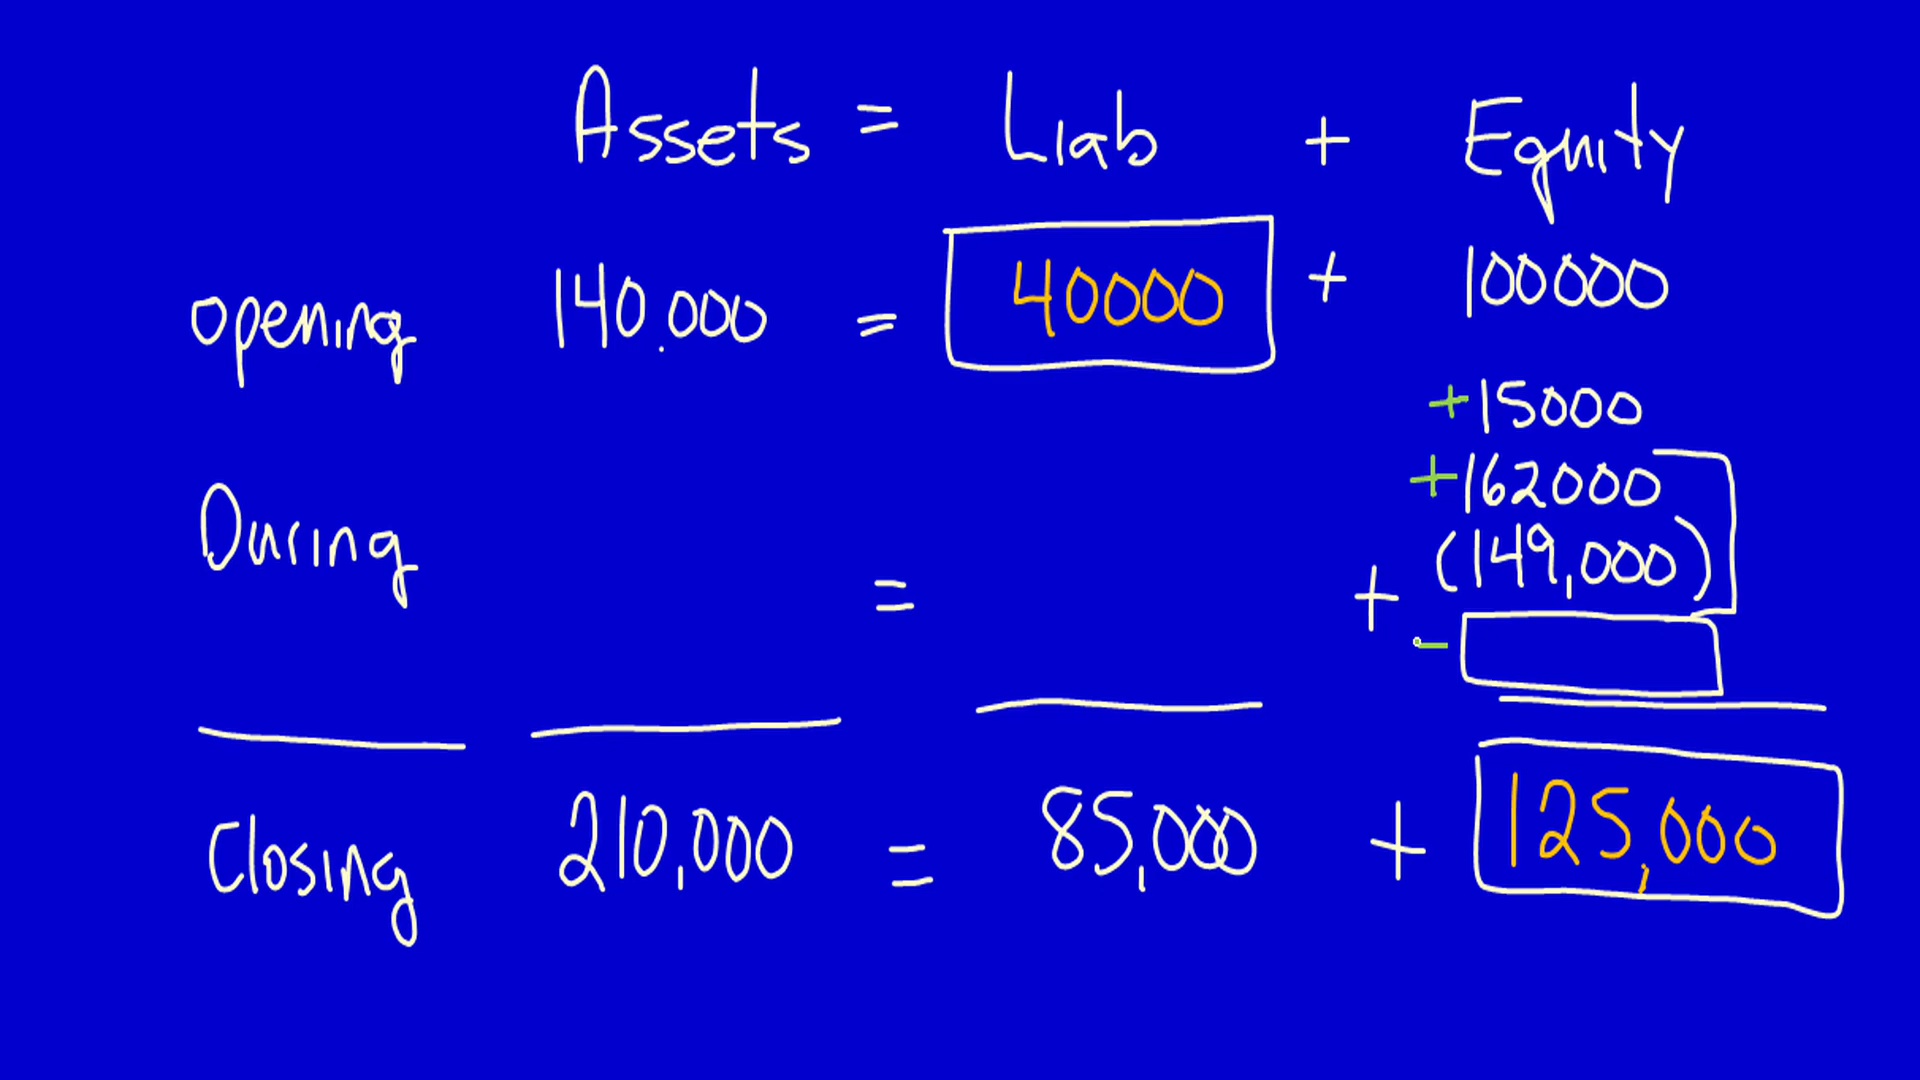 Assets = Liab + Equity
opening 140.000 = 40000 + 100000
+15000
+162000
(149,000)
During = +
-
Closing 210,000 = 85,000 + 125,000